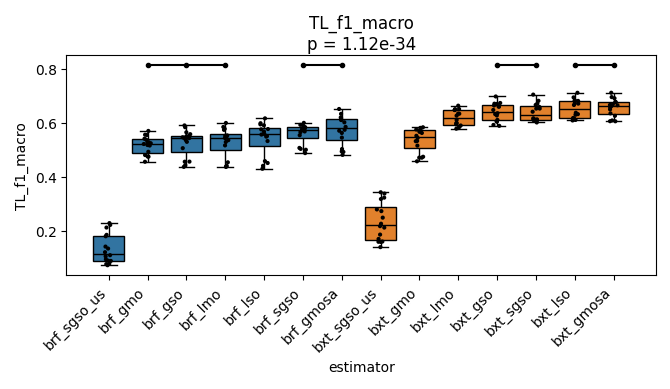 TL_f1_macro
p = 1.12e-34
0.8
0.6
0.4
0.2
TL_f1_macro
brf_sgso_us
brf_gmo
brf_gso
brf_lmo
brf_lso
brf_sgso
brf_gmosa
bxt_sgso_us
bxt_gmo
bxt_lmo
bxt_gso
bxt_sgso
bxt_lso
bxt_gmosa
estimator